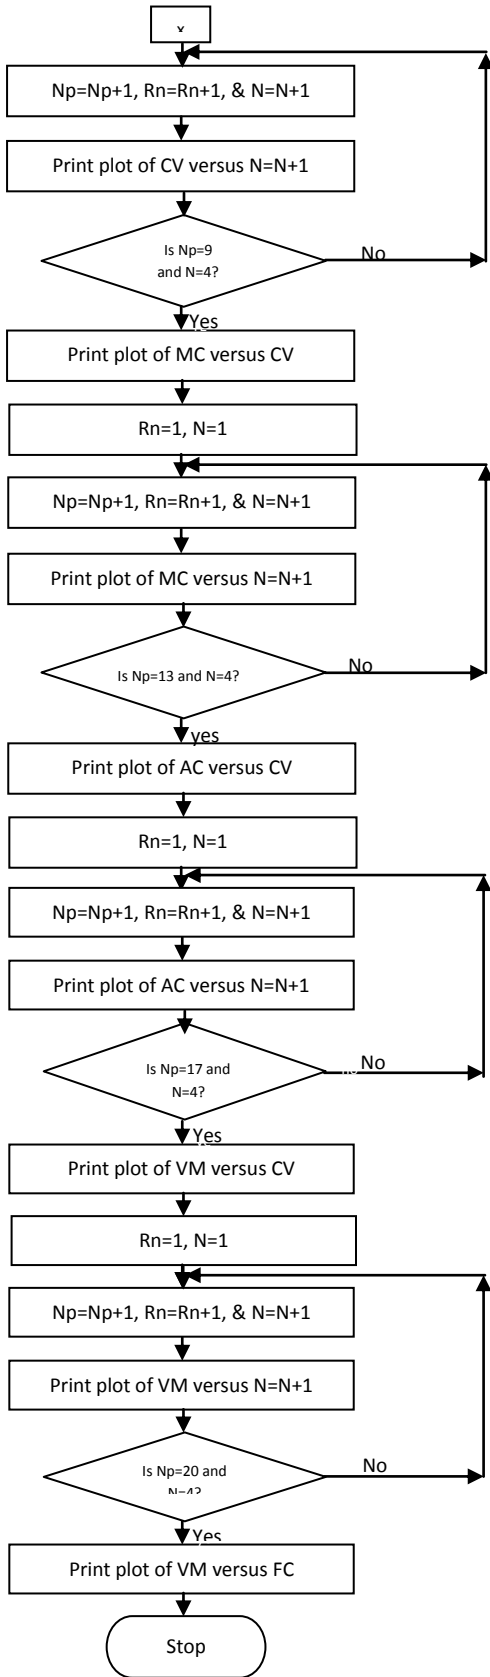 x
Np=Np+1, Rn=Rn+1, & N=N+1
Print plot of CV versus N=N+1
Is Np=9
and N=4?
No
Yes
Print plot of MC versus CV
Rn=1, N=1
Np=Np+1, Rn=Rn+1, & N=N+1
Print plot of MC versus N=N+1
Is Np=13 and N=4?
No
yes
Print plot of AC versus CV
Rn=1, N=1
Np=Np+1, Rn=Rn+1, & N=N+1
Print plot of AC versus N=N+1
Is Np=17 and
N=4?
No
Yes
Print plot of VM versus CV
Rn=1, N=1
Np=Np+1, Rn=Rn+1, & N=N+1
Print plot of VM versus N=N+1
Is Np=20 and
N=4?
No
Yes
Print plot of VM versus FC
Stop